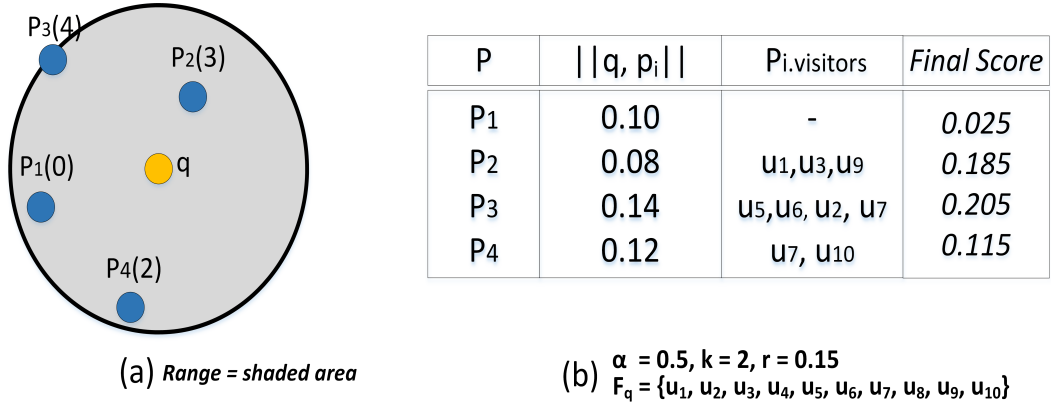 P3(4)
P2(3)
q
P1(0)
P4(2)
(a) Range = shaded area
P ||q, pi|| Pi.visitors Final Score
P1 0.10 - 0.025
P2 0.08 u1,u3,u9 0.185
P3 0.14 u5,u6, u2, u7 0.205
P4 0.12 u7, u10 0.115
(b) α = 0.5, k = 2, r = 0.15
Fq = {u1, u2, u3, u4, u5, u6, u7, u8, u9, u10}